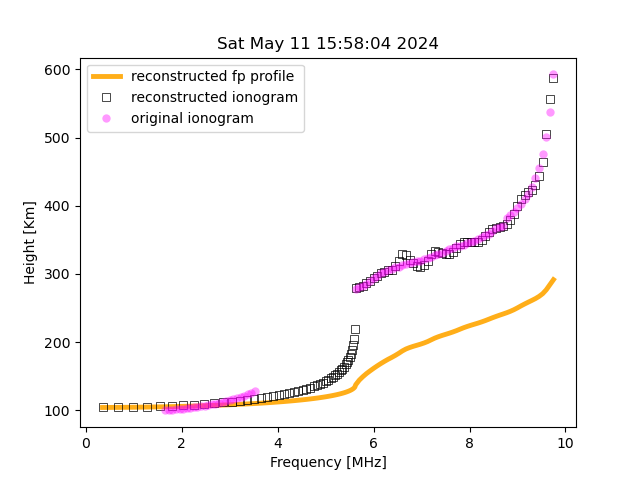 Sat May 11 15:58:04 2024
reconstructed fp profile
reconstructed ionogram
original ionogram
Height [Km]
600
500
400
300
200
100
0 2 4 6 8 10
Frequency [MHz]